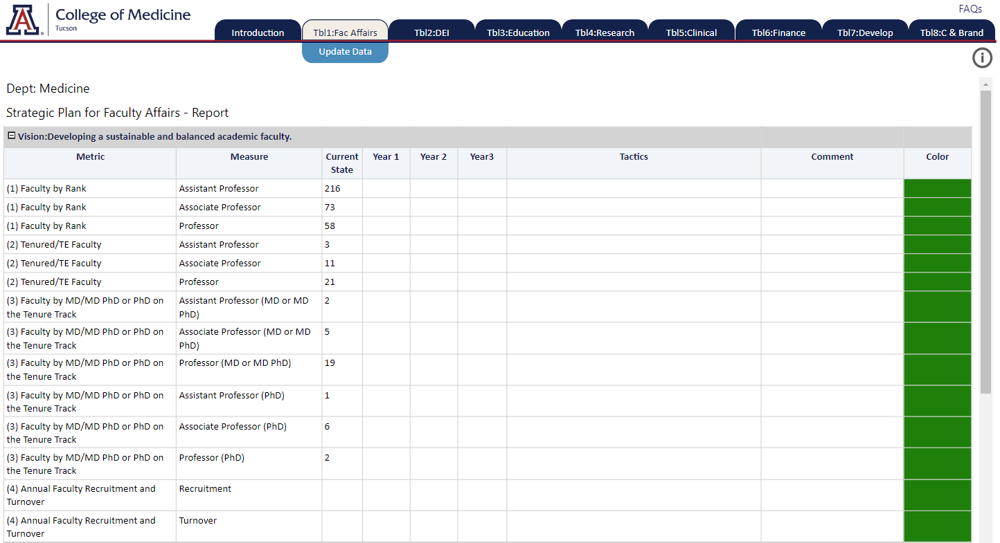 College of Medicine
Tucson
FAQs
Introduction Tbl1:Fac Affairs Tbl2:DEI Tbl3:Education Tbl4:Research Tbl5:Clinical Tbl6:Finance Tbl7:Develop Tbl8:C & Brand
Update Data
Dept: Medicine
Strategic Plan for Faculty Affairs - Report
Vision:Developing a sustainable and balanced academic faculty.
Metric Measure Current Year 1 Year 2 Year3 Tactics Comment Color
State
(1) Faculty by Rank Assistant Professor 216
(1) Faculty by Rank Associate Professor 73
(1) Faculty by Rank Professor 58
(2) Tenured/TE Faculty Assistant Professor 3
(2) Tenured/TE Faculty Associate Professor 11
(2) Tenured/TE Faculty Professor 21
(3) Faculty by MD/MD PhD or PhD on Assistant Professor (MD or MD 2
the Tenure Track PhD)
(3) Faculty by MD/MD PhD or PhD on Associate Professor (MD or MD 5
the Tenure Track PhD)
(3) Faculty by MD/MD PhD or PhD on Professor (MD or MD PhD) 19
the Tenure Track
(3) Faculty by MD/MD PhD or PhD on Assistant Professor (PhD) 1
the Tenure Track
(3) Faculty by MD/MD PhD or PhD on Associate Professor (PhD) 6
the Tenure Track
(3) Faculty by MD/MD PhD or PhD on Professor (PhD) 2
the Tenure Track
(4) Annual Faculty Recruitment and Recruitment
Turnover
(4) Annual Faculty Recruitment and Turnover
Turnover